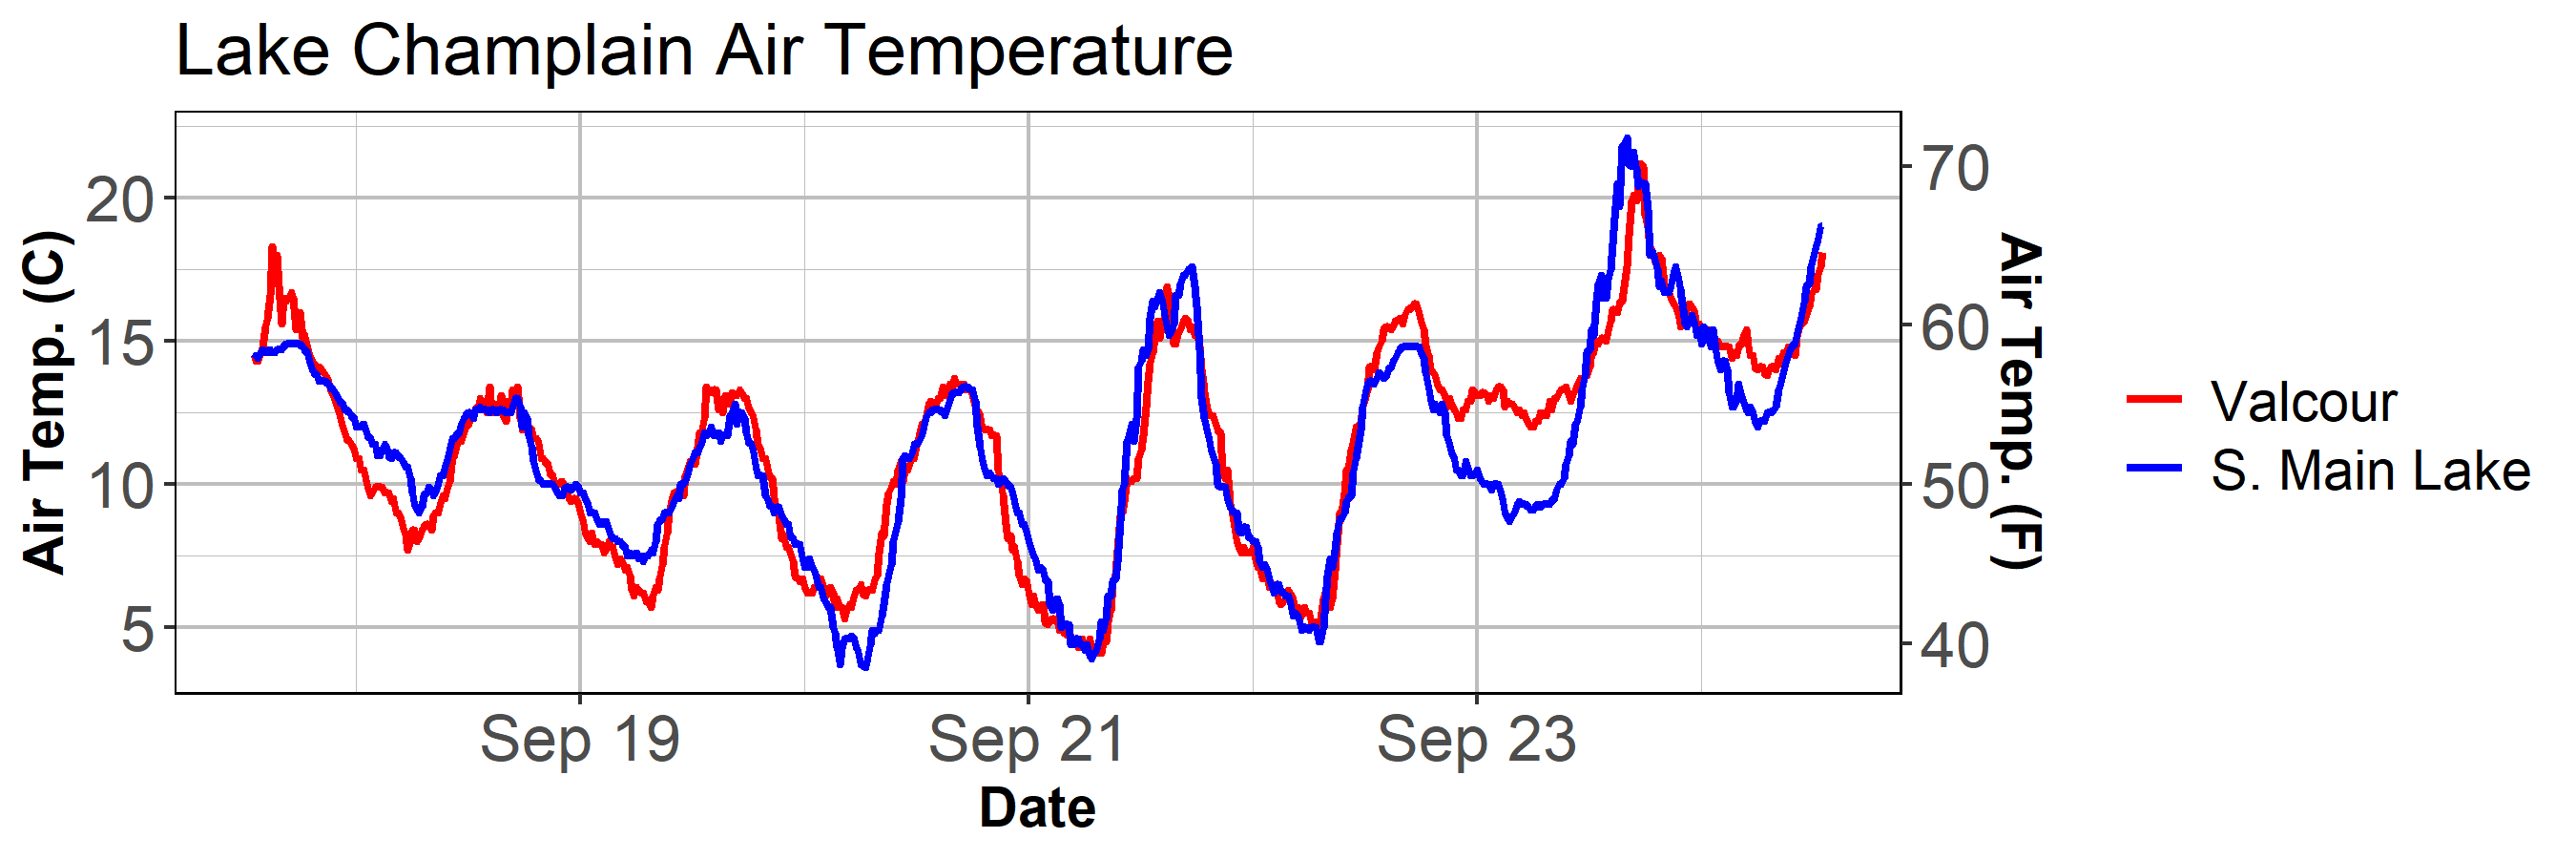 Lake Champlain Air Temperature
Air Temp. (C)
20
15
10
5
70
60
50
40
Air Temp. (F)
Sep 19
Sep 21
Sep 23
Date
Valcour
S. Main Lake